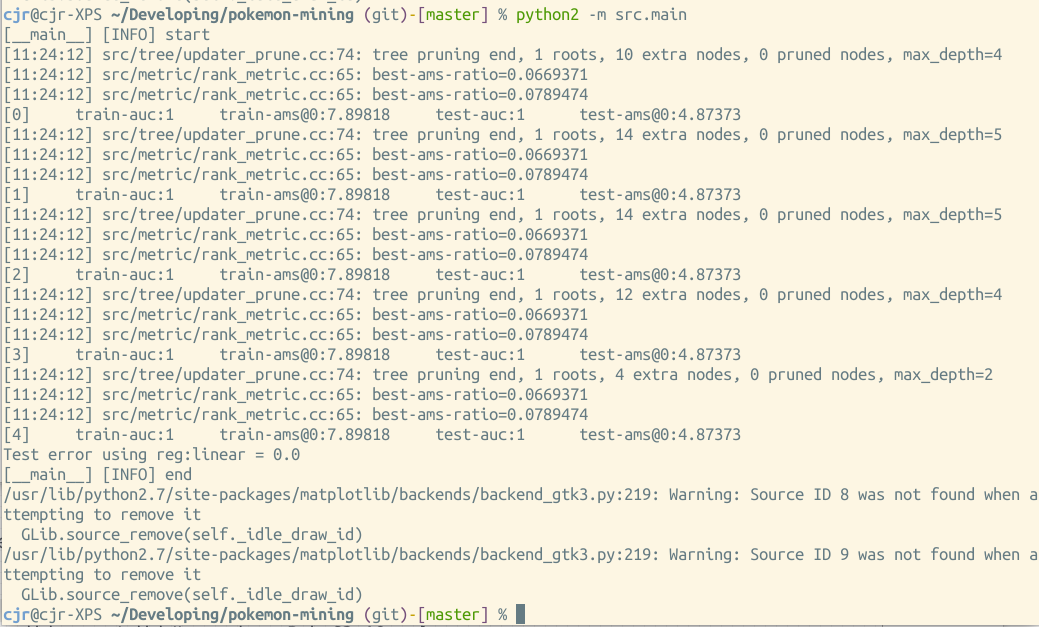 cjr@cjr-XPS ~/Developing/pokemon-mining (git)-[master] % python2 -m src.main
[__main__] [INFO] start
[11:24:12] src/tree/updater_prune.cc:74: tree pruning end, 1 roots, 10 extra nodes, 0 pruned nodes, max_depth=4
[11:24:12] src/metric/rank_metric.cc:65: best-ams-ratio=0.0669371
[11:24:12] src/metric/rank_metric.cc:65: best-ams-ratio=0.0789474
[0]     train-auc:1     train-ams@0:7.89818     test-auc:1      test-ams@0:4.87373
[11:24:12] src/tree/updater_prune.cc:74: tree pruning end, 1 roots, 14 extra nodes, 0 pruned nodes, max_depth=5
[11:24:12] src/metric/rank_metric.cc:65: best-ams-ratio=0.0669371
[11:24:12] src/metric/rank_metric.cc:65: best-ams-ratio=0.0789474
[1]     train-auc:1     train-ams@0:7.89818     test-auc:1      test-ams@0:4.87373
[11:24:12] src/tree/updater_prune.cc:74: tree pruning end, 1 roots, 14 extra nodes, 0 pruned nodes, max_depth=5
[11:24:12] src/metric/rank_metric.cc:65: best-ams-ratio=0.0669371
[11:24:12] src/metric/rank_metric.cc:65: best-ams-ratio=0.0789474
[2]     train-auc:1     train-ams@0:7.89818     test-auc:1      test-ams@0:4.87373
[11:24:12] src/tree/updater_prune.cc:74: tree pruning end, 1 roots, 12 extra nodes, 0 pruned nodes, max_depth=4
[11:24:12] src/metric/rank_metric.cc:65: best-ams-ratio=0.0669371
[11:24:12] src/metric/rank_metric.cc:65: best-ams-ratio=0.0789474
[3]     train-auc:1     train-ams@0:7.89818     test-auc:1      test-ams@0:4.87373
[11:24:12] src/tree/updater_prune.cc:74: tree pruning end, 1 roots, 4 extra nodes, 0 pruned nodes, max_depth=2
[11:24:12] src/metric/rank_metric.cc:65: best-ams-ratio=0.0669371
[11:24:12] src/metric/rank_metric.cc:65: best-ams-ratio=0.0789474
[4]     train-auc:1     train-ams@0:7.89818     test-auc:1      test-ams@0:4.87373
Test error using reg:linear = 0.0
[__main__] [INFO] end
/usr/lib/python2.7/site-packages/matplotlib/backends/backend_gtk3.py:219: Warning: Source ID 8 was not found when a
ttempting to remove it
  GLib.source_remove(self._idle_draw_id)
/usr/lib/python2.7/site-packages/matplotlib/backends/backend_gtk3.py:219: Warning: Source ID 9 was not found when a
ttempting to remove it
  GLib.source_remove(self._idle_draw_id)
cjr@cjr-XPS ~/Developing/pokemon-mining (git)-[master] %